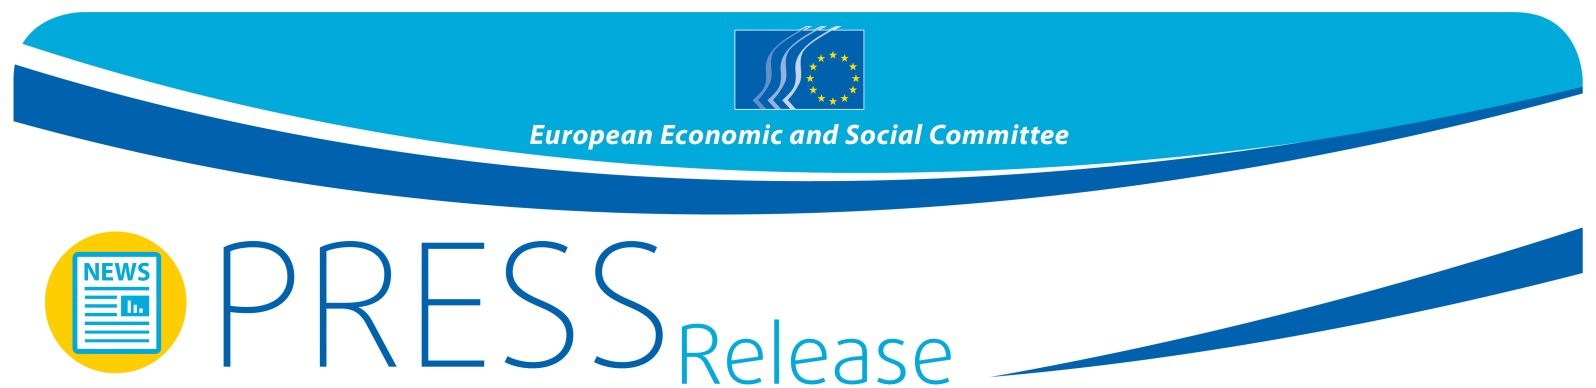 European Economic and Social Committee
NEWS
PRESS
Release